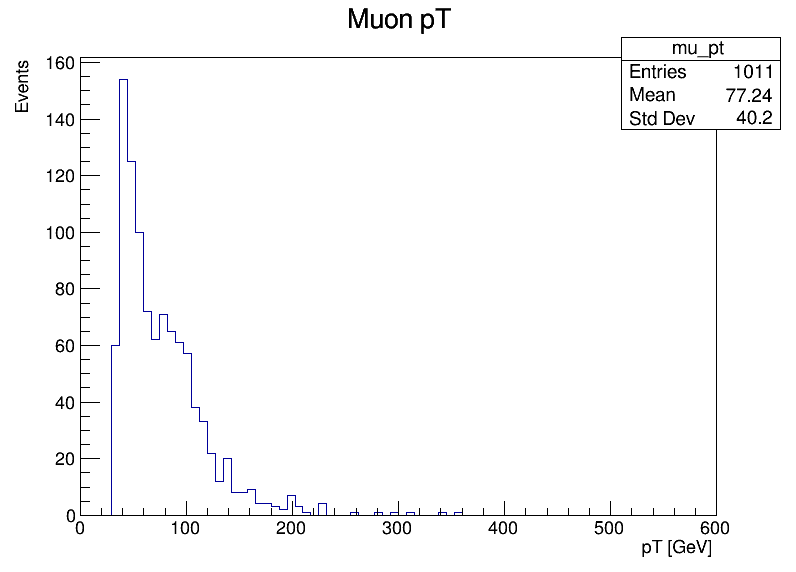 Muon pT
mu_pt
Entries 1011
Mean 77.24
Std Dev 40.2
Events
160
140
120
100
80
60
40
20
0
0 100 200 300 400 500 600
pT [GeV]